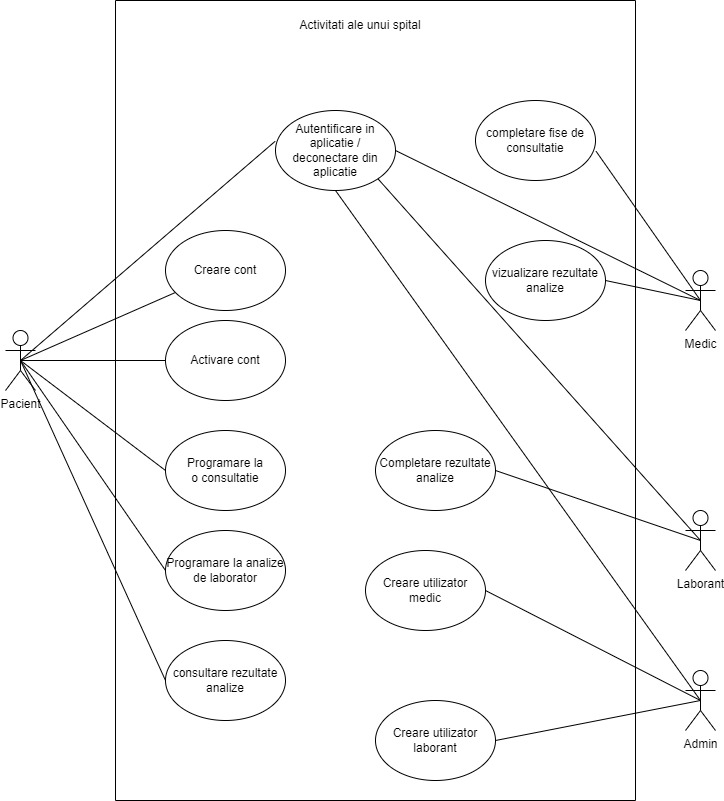 Activitati ale unui spital
Autentificare in
aplicatie /
deconectare din
aplicatie
completare fise de
consultatie
Creare cont
vizualizare rezultate
analize
Medic
Activare cont
Pacient
Programare la
o consultatie
Completare rezultate
analize
Programare la analize
de laborator
Laborant
Creare utilizator
medic
consultare rezultate
analize
Creare utilizator
laborant
Admin